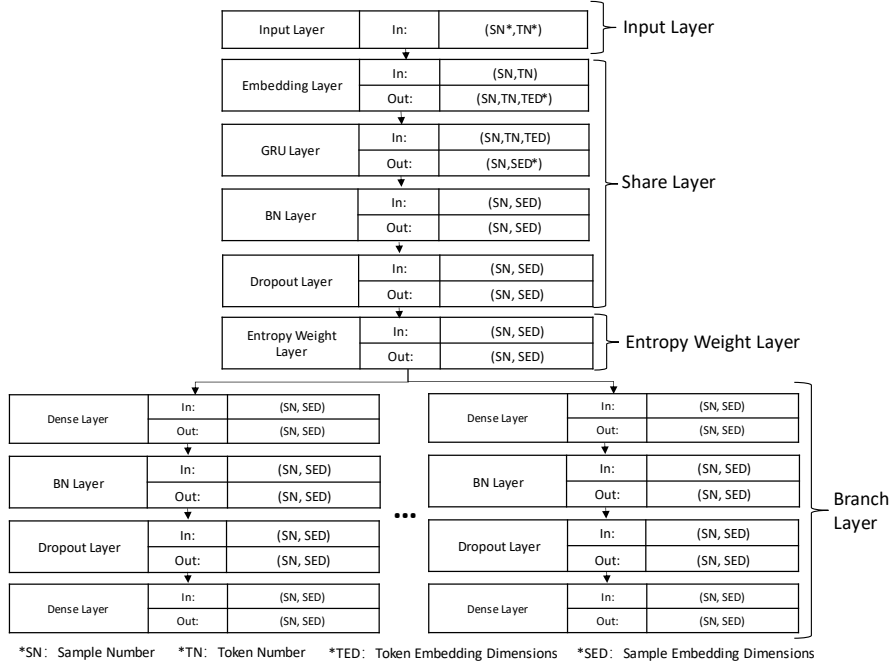 Input Layer In: (SN*,TN*) Input Layer
Embedding Layer In: (SN,TN)
Out: (SN,TN,TED*)
GRU Layer In: (SN,TN,TED)
Out: (SN,SED*)
Share Layer
BN Layer In: (SN, SED)
Out: (SN, SED)
Dropout Layer In: (SN, SED)
Out: (SN, SED)
Entropy Weight Layer In: (SN, SED)
Out: (SN, SED)
Entropy Weight Layer
Dense Layer In: (SN, SED)
Out: (SN, SED)
BN Layer In: (SN, SED)
Out: (SN, SED)
Dropout Layer In: (SN, SED)
Out: (SN, SED)
Dense Layer In: (SN, SED)
Out: (SN, SED)
...
Dense Layer In: (SN, SED)
Out: (SN, SED)
BN Layer In: (SN, SED)
Out: (SN, SED)
Dropout Layer In: (SN, SED)
Out: (SN, SED)
Dense Layer In: (SN, SED)
Out: (SN, SED)
Branch
Layer
*SN: Sample Number *TN: Token Number *TED: Token Embedding Dimensions *SED: Sample Embedding Dimensions